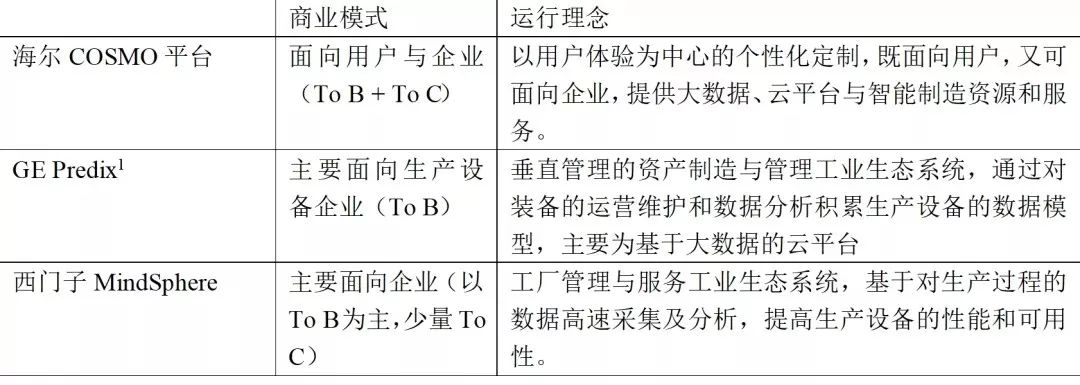 商业模式 运行理念
海尔 COSMO 平台
面向用户与企业
（To B + To C）
以用户体验为中心的个性化定制，既面向用户，又可
面向企业，提供大数据、云平台与智能制造资源和服
务。
GE Predix1
主要面向生产设
备企业（To B）
垂直管理的资产制造与管理工业生态系统，通过对
装备的运营维护和数据分析积累生产设备的数据模
型，主要为基于大数据的云平台
西门子 MindSphere
主要面向企业（以
To B为主，少量 To
C）
工厂管理与服务工业生态系统，基于对生产过程的
数据高速采集及分析，提高生产设备的性能和可用
性。